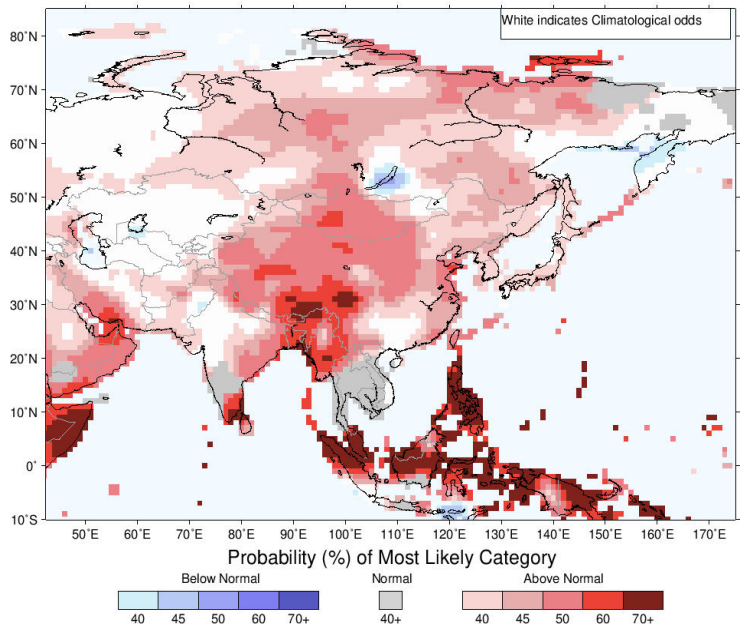 White indicates Climatological odds
80°N
70°N
60°N
50°N
40°N
30°N
20°N
10°N
0°
10°S
50°E 60°E 70°E 80°E 90°E 100°E 110°E 120°E 130°E 140°E 150°E 160°E 170°E
Probability (%) of Most Likely Category
Below Normal Normal Above Normal
40 45 50 60 70+ 40+ 40 45 50 60 70+